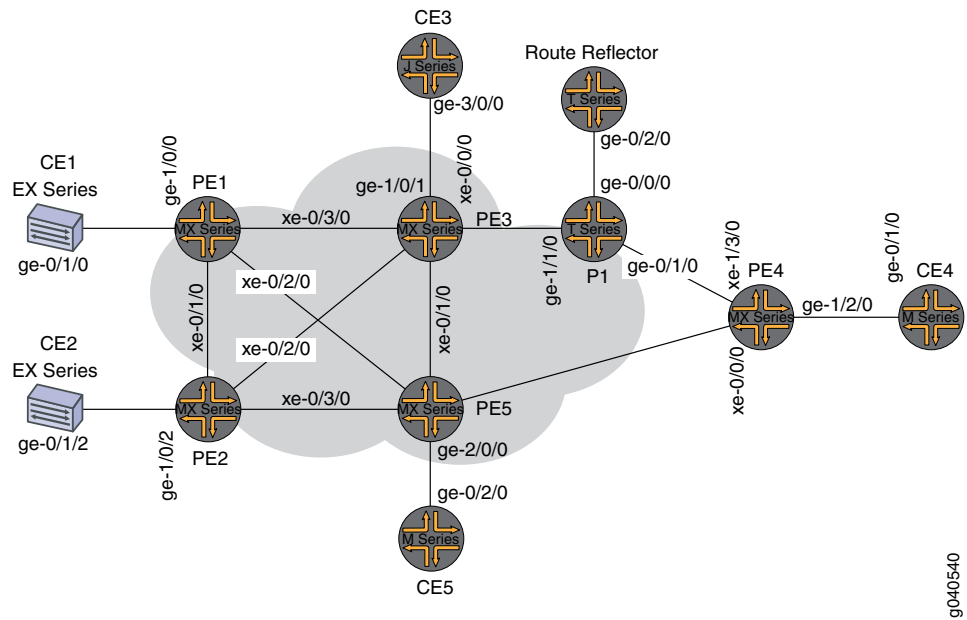 CE3
J Series
ge-3/0/0
Route Reflector
T Series
ge-0/2/0
ge-0/0/0
CE1
EX Series
ge-0/1/0
ge-1/0/0
PE1
MX Series
xe-0/3/0
ge-1/0/1
xe-0/0/0
MX Series
PE3
T Series
P1
ge-1/1/0
ge-0/1/0
xe-1/3/0
PE4
MX Series
ge-1/2/0
ge-0/1/0
CE4
M Series
xe-0/0/0
xe-0/2/0
xe-0/1/0
xe-0/2/0
xe-0/1/0
CE2
EX Series
ge-0/1/2
ge-1/0/2
MX Series
PE2
xe-0/3/0
MX Series
PE5
ge-2/0/0
ge-0/2/0
M Series
CE5
g040540